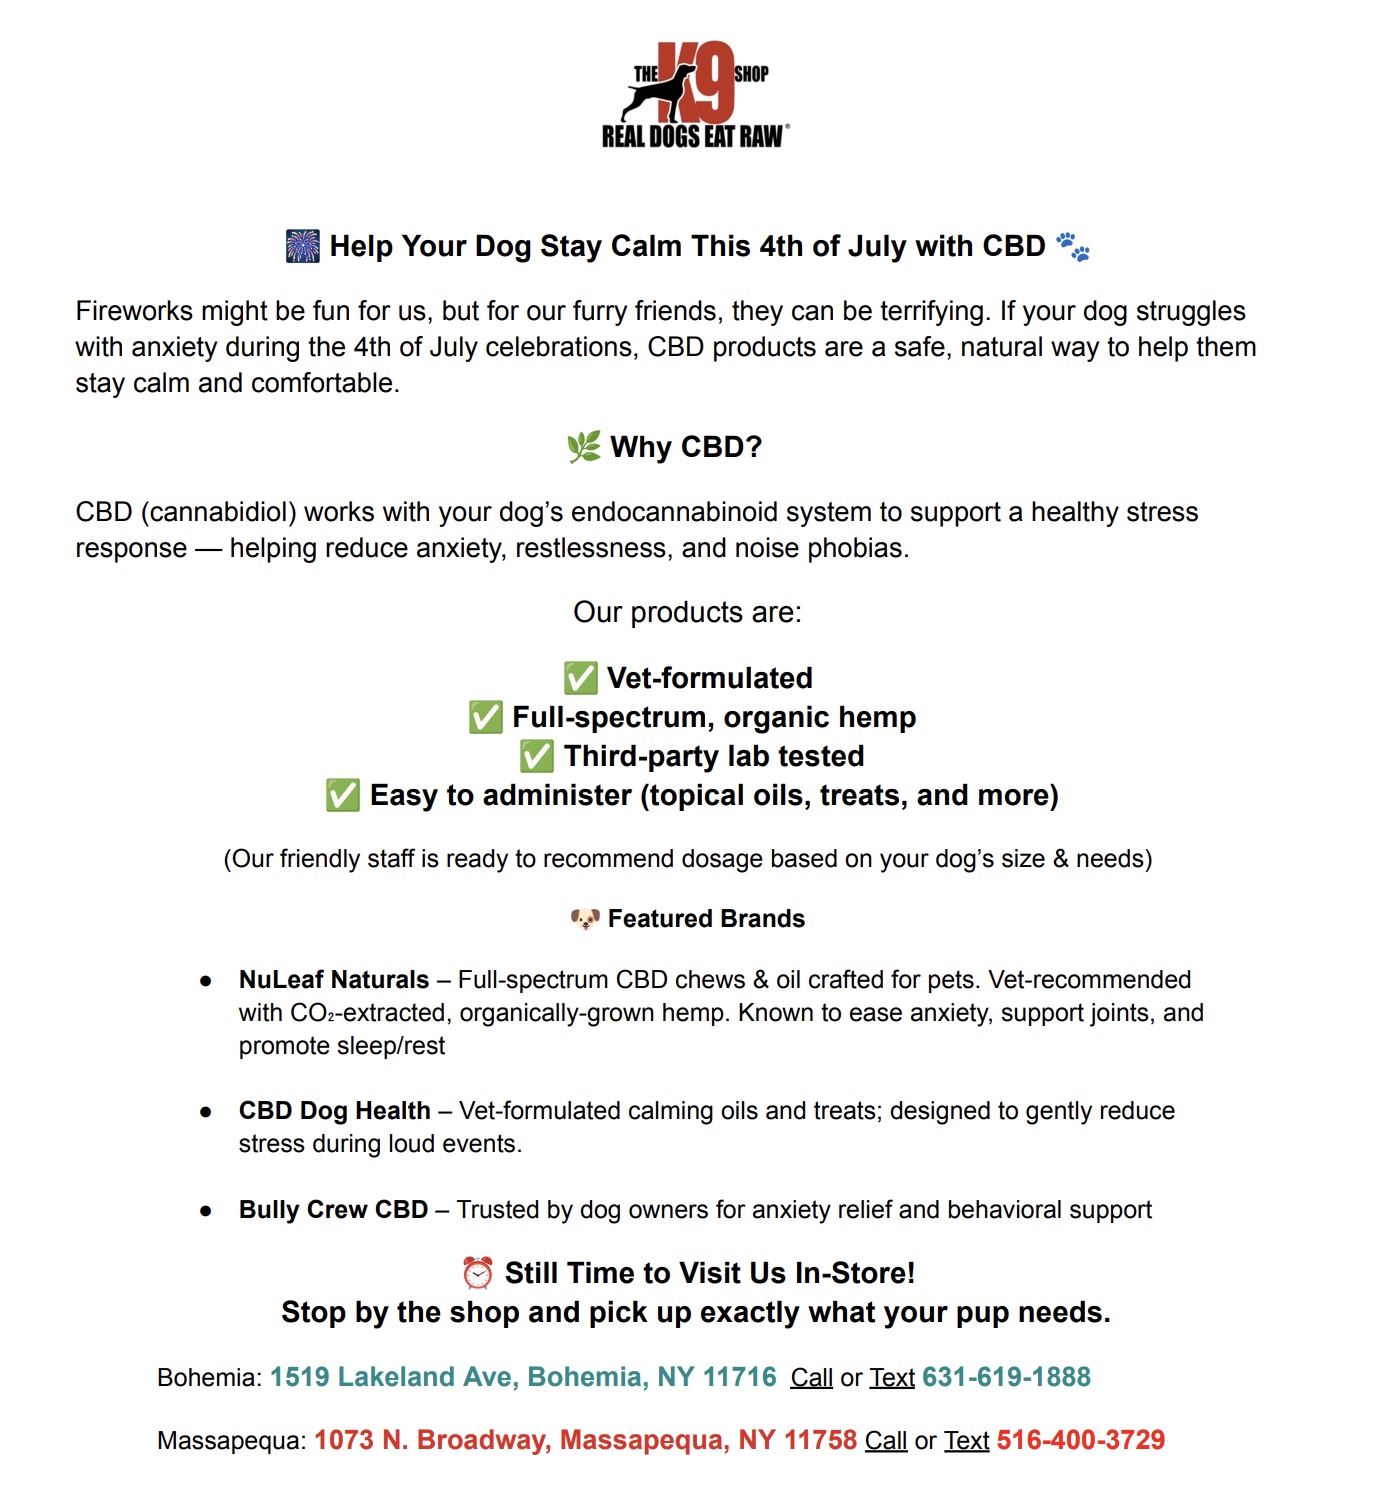 THE K9 SHOP
REAL DOGS EAT RAW®
🎆 Help Your Dog Stay Calm This 4th of July with CBD 🐾
Fireworks might be fun for us, but for our furry friends, they can be terrifying. If your dog struggles
with anxiety during the 4th of July celebrations, CBD products are a safe, natural way to help them
stay calm and comfortable.
🌿 Why CBD?
CBD (cannabidiol) works with your dog’s endocannabinoid system to support a healthy stress
response — helping reduce anxiety, restlessness, and noise phobias.
Our products are:
✅ Vet-formulated
✅ Full-spectrum, organic hemp
✅ Third-party lab tested
✅ Easy to administer (topical oils, treats, and more)
(Our friendly staff is ready to recommend dosage based on your dog’s size & needs)
🐶 Featured Brands
● NuLeaf Naturals – Full-spectrum CBD chews & oil crafted for pets. Vet-recommended
with CO₂-extracted, organically-grown hemp. Known to ease anxiety, support joints, and
promote sleep/rest
● CBD Dog Health – Vet-formulated calming oils and treats; designed to gently reduce
stress during loud events.
● Bully Crew CBD – Trusted by dog owners for anxiety relief and behavioral support
⏰ Still Time to Visit Us In-Store!
Stop by the shop and pick up exactly what your pup needs.
Bohemia: 1519 Lakeland Ave, Bohemia, NY 11716 Call or Text 631-619-1888
Massapequa: 1073 N. Broadway, Massapequa, NY 11758 Call or Text 516-400-3729